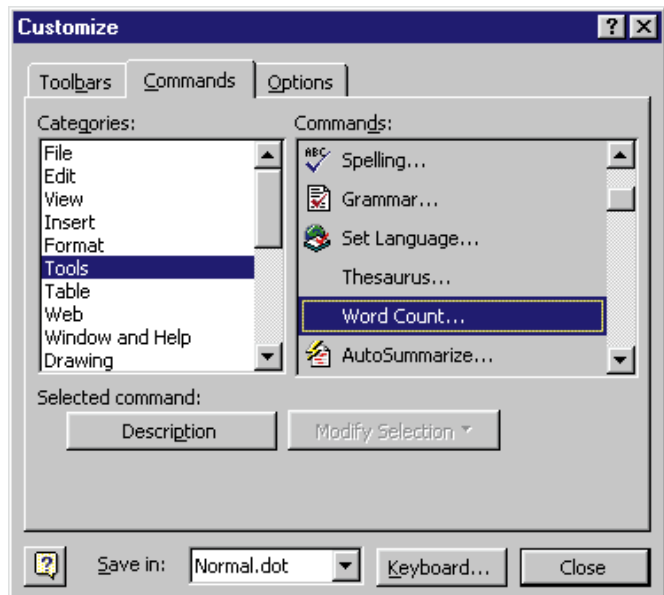 Customize
Toolbars Commands Options
Categories: Commands:
File
Edit
View
Insert
Format
Tools
Table
Web
Window and Help
Drawing
ABC Spelling...
Grammar...
Set Language...
Thesaurus...
Word Count...
AutoSummarize...
Selected command:
Description Modify Selection
Save in: Normal.dot Keyboard... Close